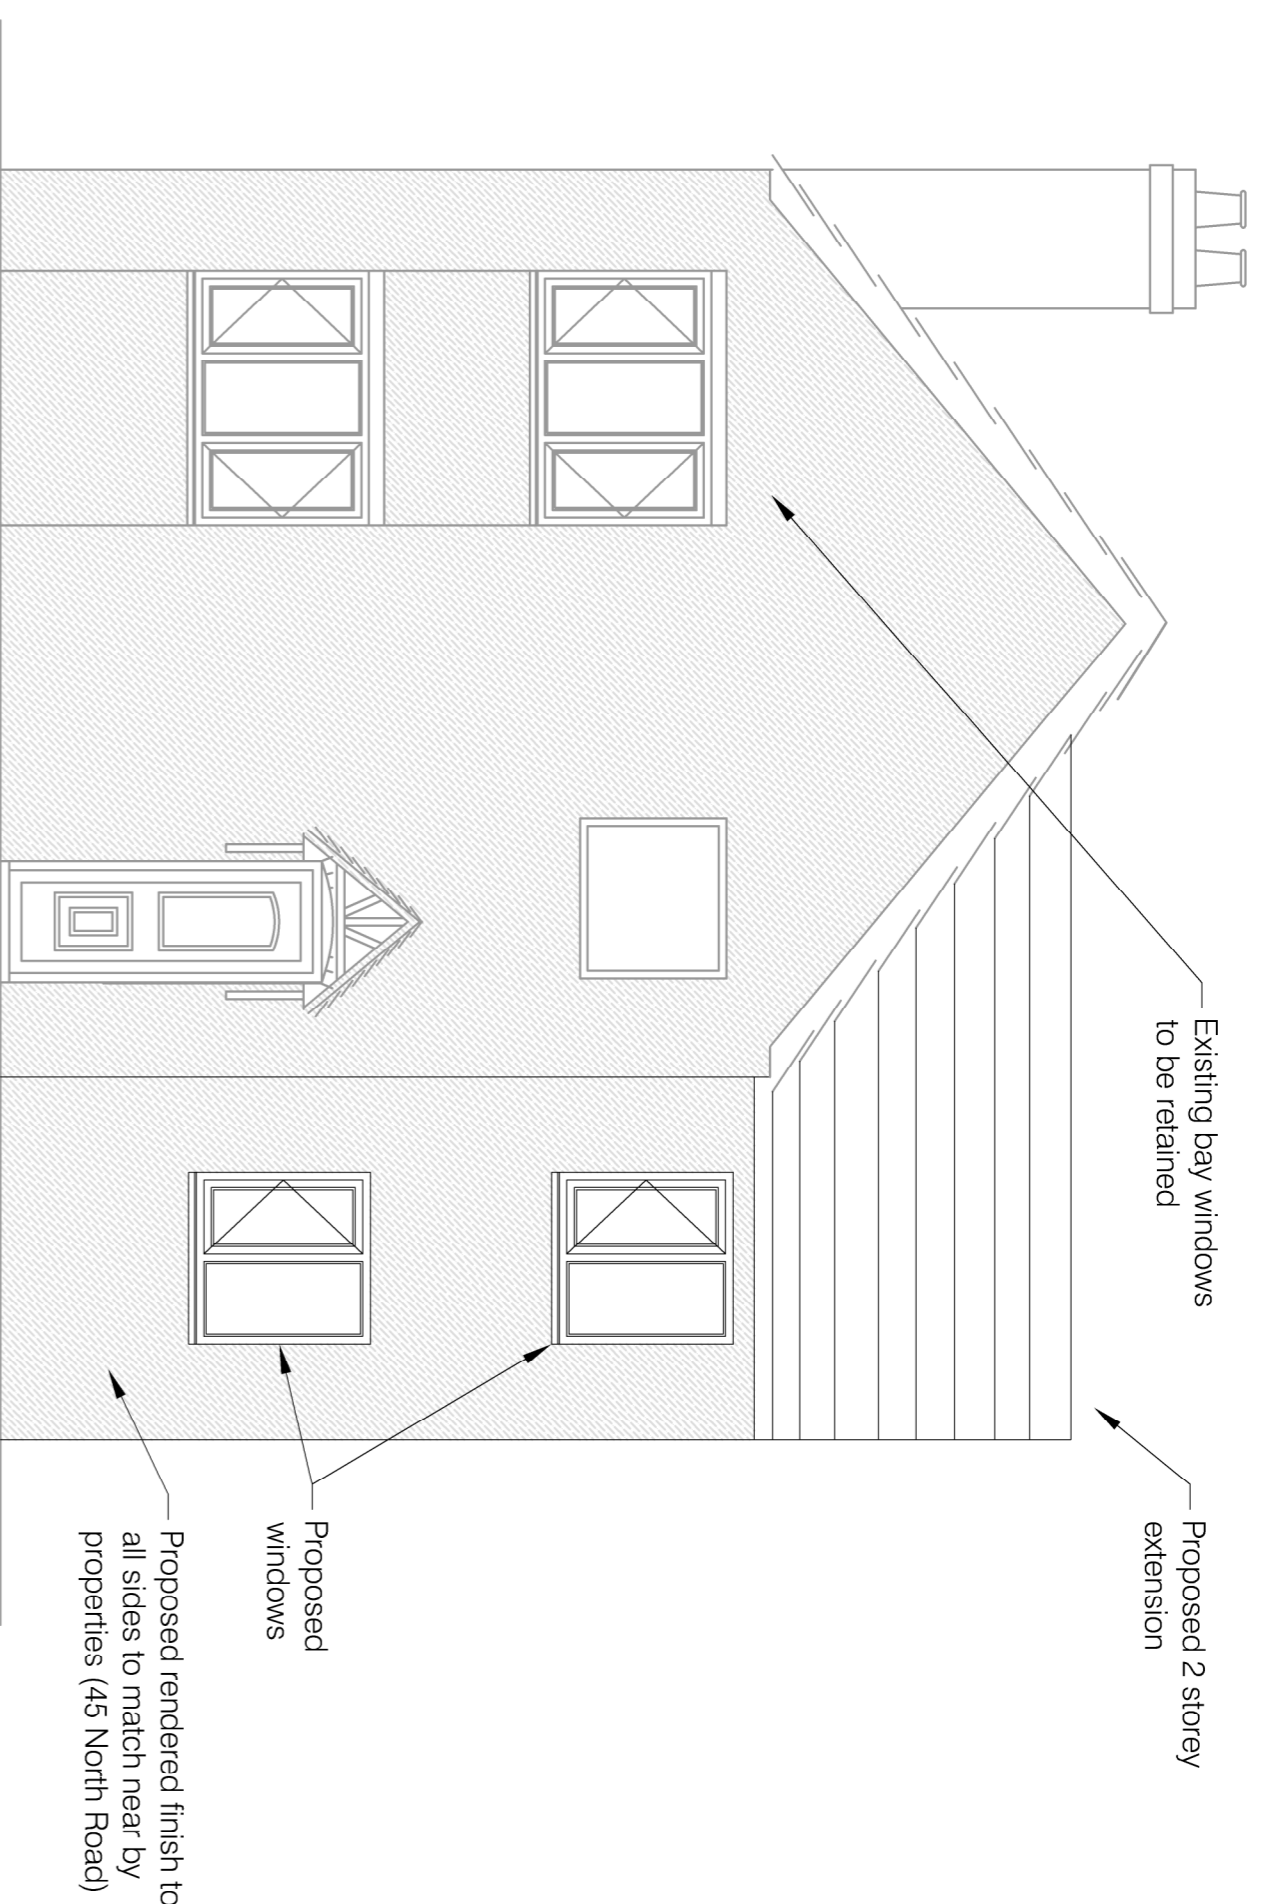 Existing bay windows
to be retained
Proposed 2 storey
extension
Proposed
windows
Proposed rendered finish to
all sides to match near by
properties (45 North Road)